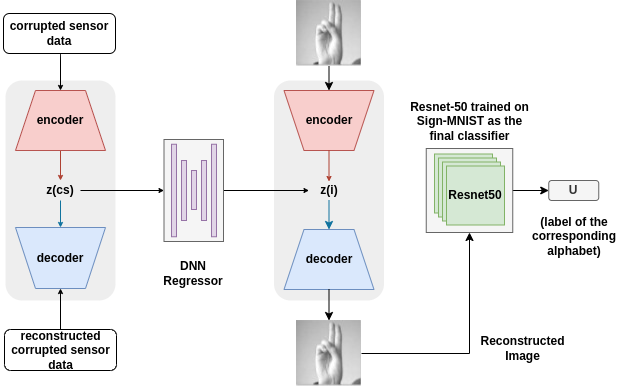 corrupted sensor
data
encoder
z(cs)
decoder
reconstructed
corrupted sensor
data
DNN
Regressor
encoder
z(i)
decoder
Resnet-50 trained on
Sign-MNIST as the
final classifier
Resnet50
U
(label of the
corresponding
alphabet)
Reconstructed
Image